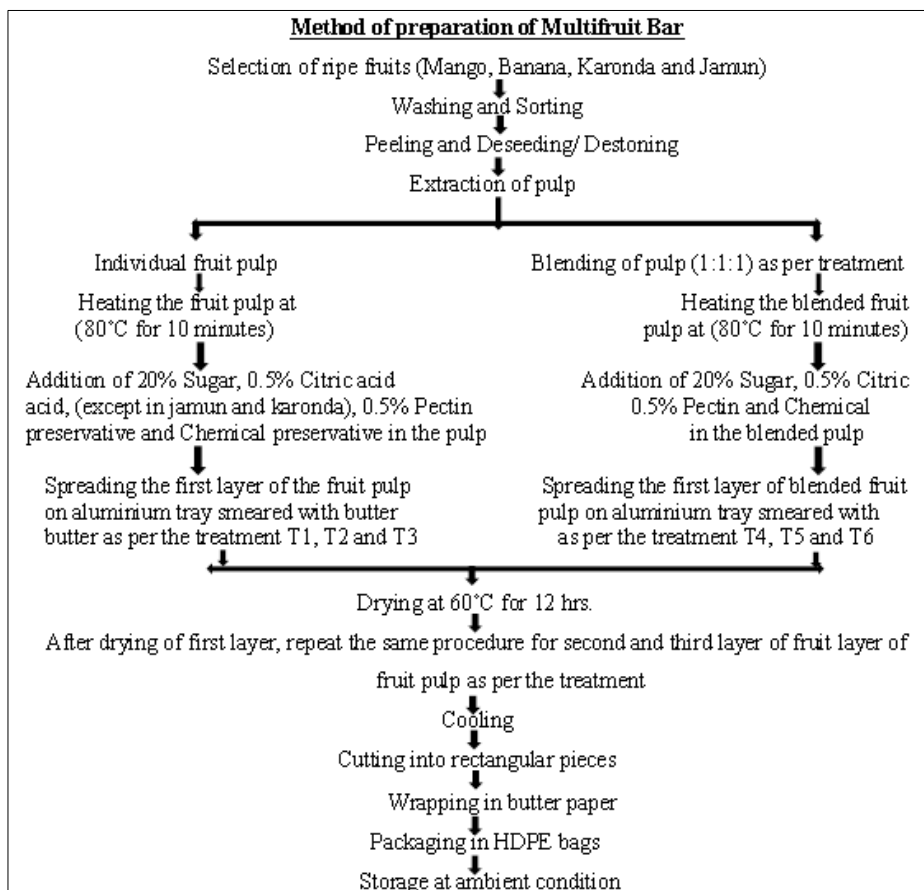 Method of preparation of Multifruit Bar
Selection of ripe fruits (Mango, Banana, Karonda and Jamun)
Washing and Sorting
Peeling and Deseeding/ Destoning
Extraction of pulp
Individual fruit pulp
Heating the fruit pulp at
(80˚C for 10 minutes)
Addition of 20% Sugar, 0.5% Citric acid
acid, (except in jamun and karonda), 0.5% Pectin
preservative and Chemical preservative in the pulp
Spreading the first layer of the fruit pulp
on aluminium tray smeared with butter
butter as per the treatment T1, T2 and T3
Blending of pulp (1:1:1) as per treatment
Heating the blended fruit
pulp at (80˚C for 10 minutes)
Addition of 20% Sugar, 0.5% Citric
0.5% Pectin and Chemical
in the blended pulp
Spreading the first layer of blended fruit
pulp on aluminium tray smeared with
as per the treatment T4, T5 and T6
Drying at 60˚C for 12 hrs.
After drying of first layer, repeat the same procedure for second and third layer of fruit layer of
fruit pulp as per the treatment
Cooling
Cutting into rectangular pieces
Wrapping in butter paper
Packaging in HDPE bags
Storage at ambient condition